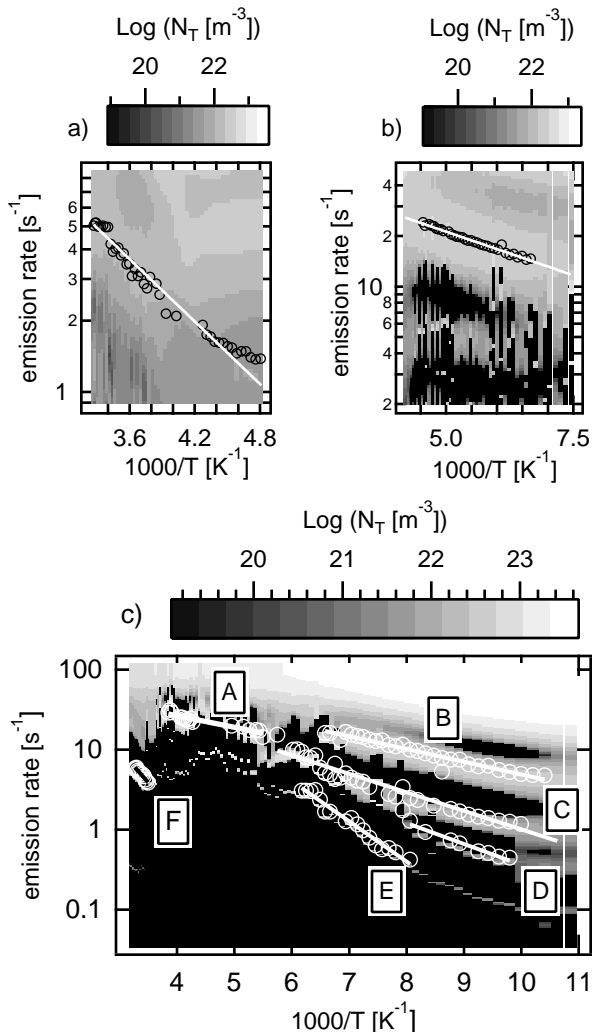 Log (N_T [m^-3])
20 22
a)
emission rate [s^-1]
6
5
4
3
2
1
3.6 4.2 4.8
1000/T [K^-1]
Log (N_T [m^-3])
20 22
b)
emission rate [s^-1]
4
2
10
8
6
4
2
5.0 7.5
1000/T [K^-1]
Log (N_T [m^-3])
20 21 22 23
c)
emission rate [s^-1]
100
10
1
0.1
A
B
C
D
E
F
4 5 6 7 8 9 10 11
1000/T [K^-1]